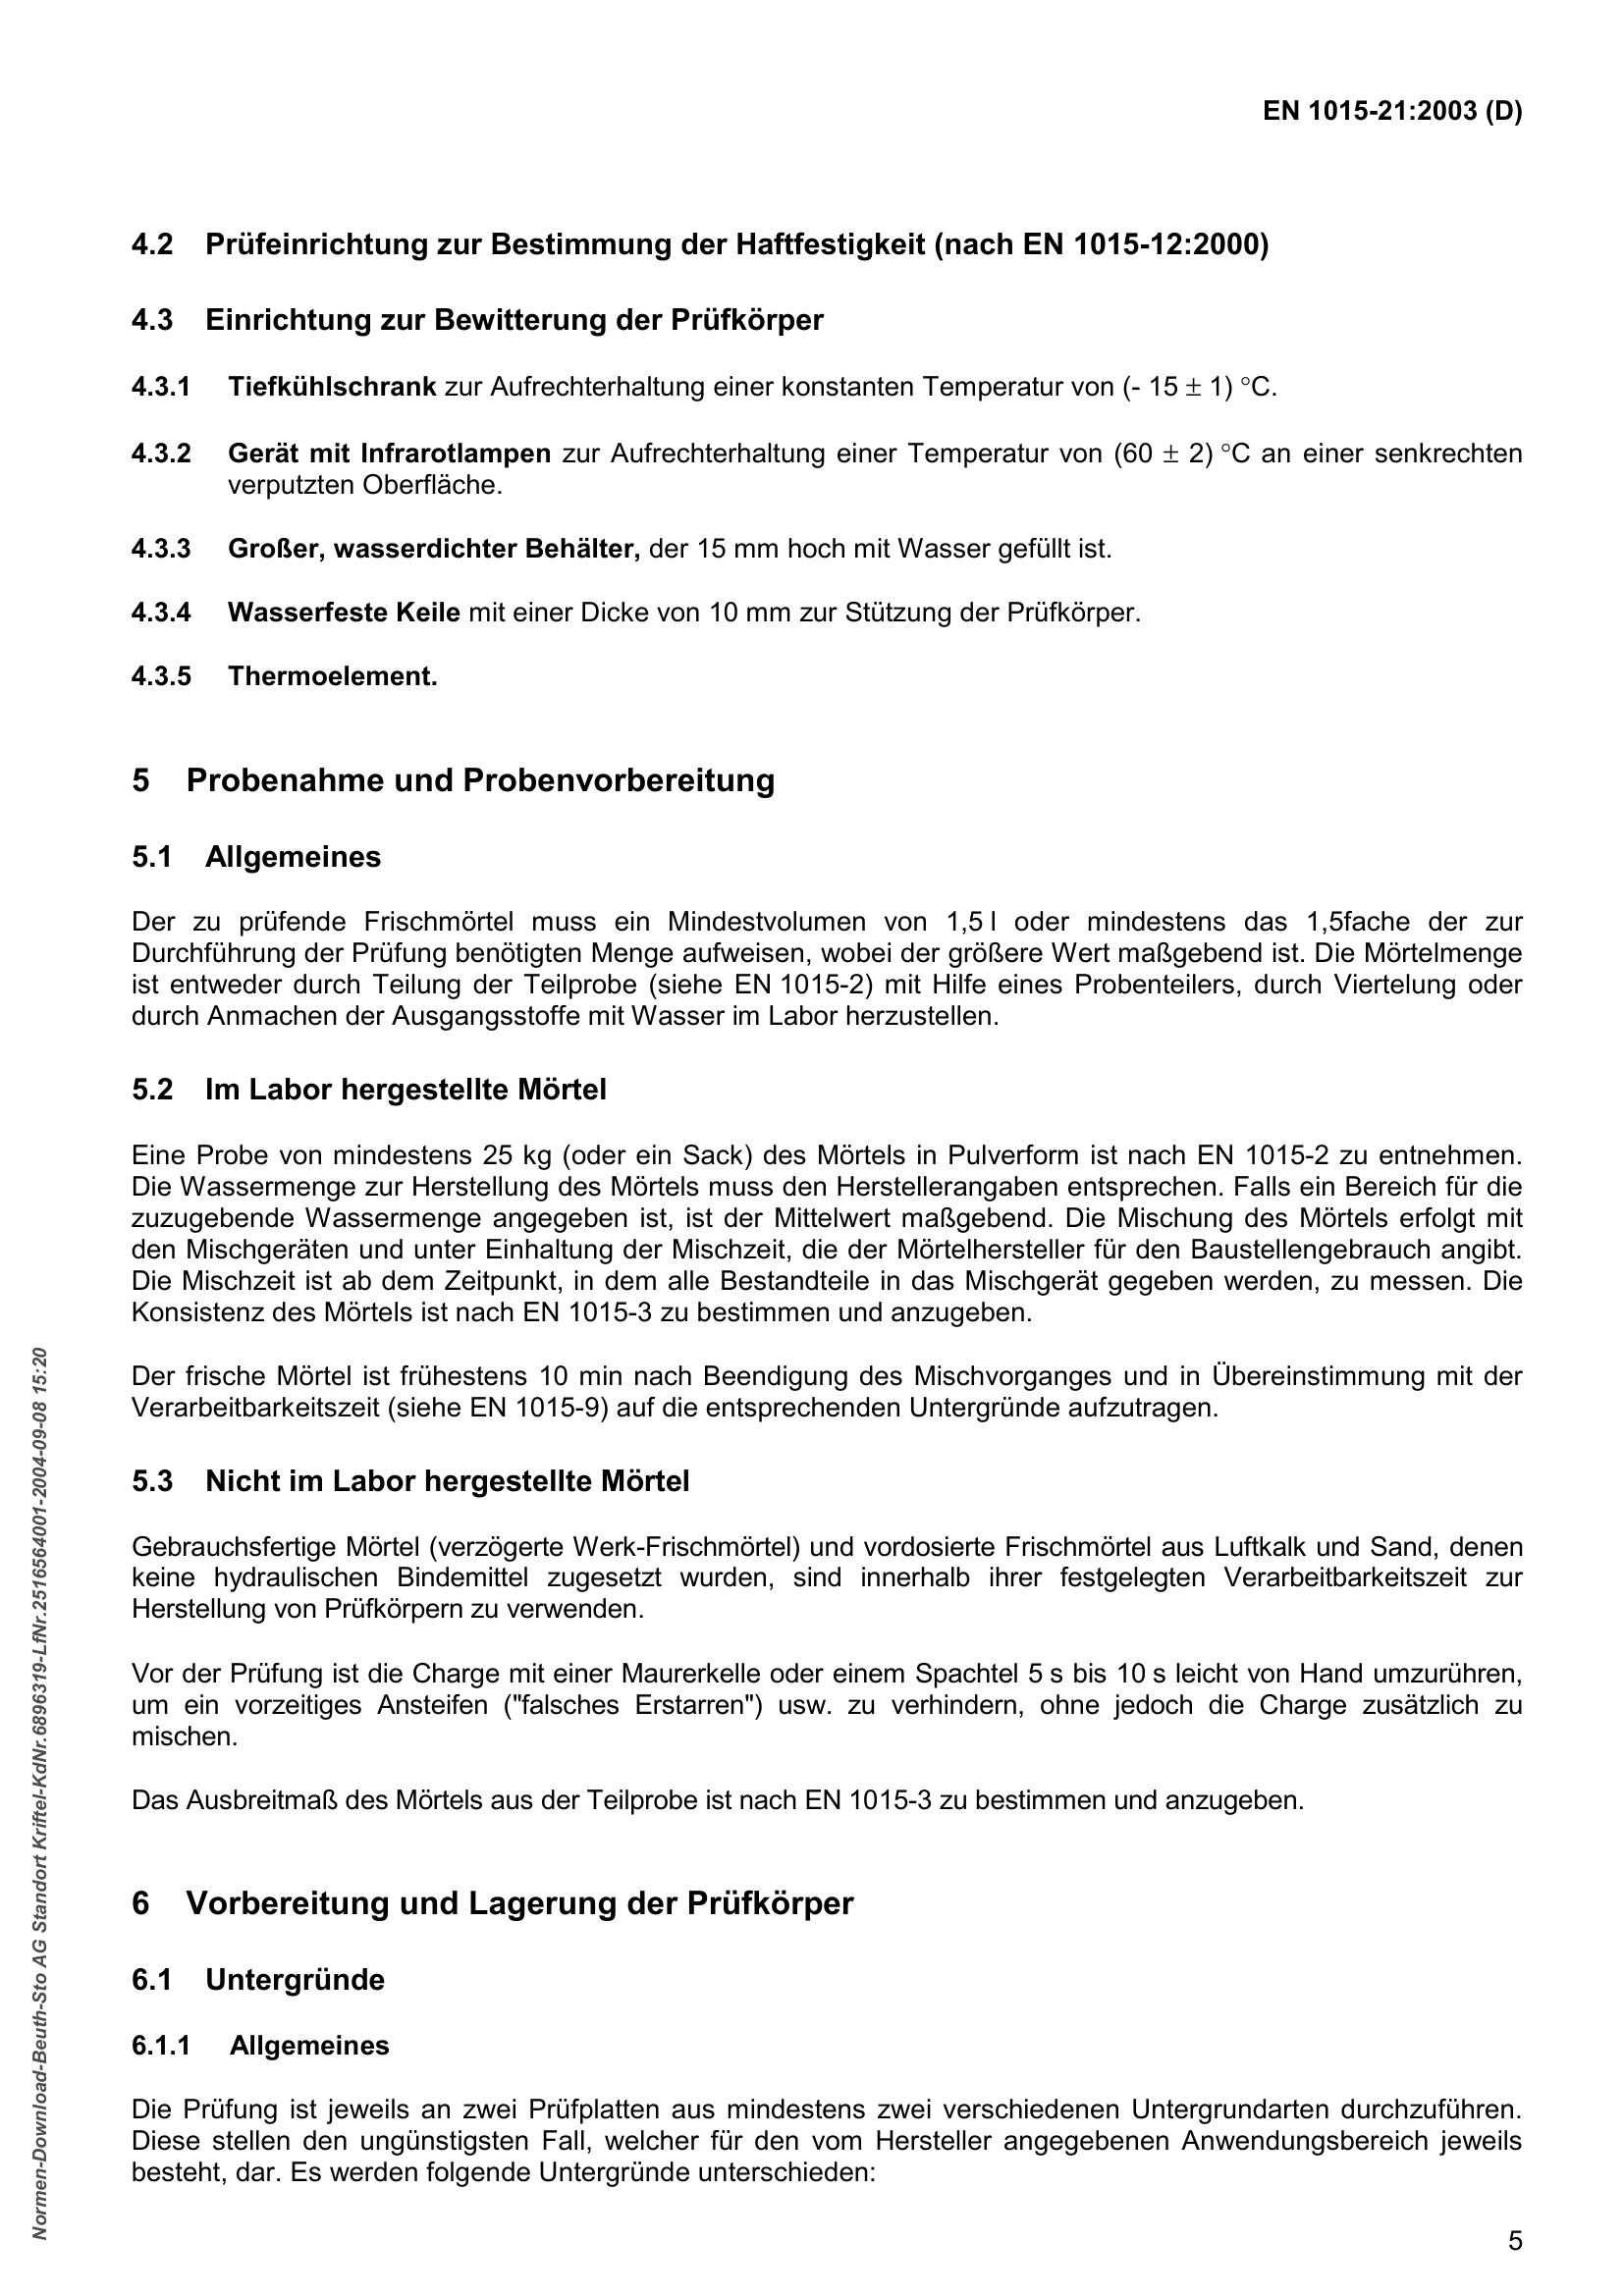 EN 1015-21:2003 (D)
4.2 Prüfeinrichtung zur Bestimmung der Haftfestigkeit (nach EN 1015-12:2000)
4.3 Einrichtung zur Bewitterung der Prüfkörper
4.3.1 Tiefkühlschrank zur Aufrechterhaltung einer konstanten Temperatur von (- 15 ± 1) °C.
4.3.2 Gerät mit Infrarotlampen zur Aufrechterhaltung einer Temperatur von (60 ± 2) °C an einer senkrechten
verputzten Oberfläche.
4.3.3 Großer, wasserdichter Behälter, der 15 mm hoch mit Wasser gefüllt ist.
4.3.4 Wasserfeste Keile mit einer Dicke von 10 mm zur Stützung der Prüfkörper.
4.3.5 Thermoelement.
5 Probenahme und Probenvorbereitung
5.1 Allgemeines
Der zu prüfende Frischmörtel muss ein Mindestvolumen von 1,5 l oder mindestens das 1,5fache der zur
Durchführung der Prüfung benötigten Menge aufweisen, wobei der größere Wert maßgebend ist. Die Mörtelmenge
ist entweder durch Teilung der Teilprobe (siehe EN 1015-2) mit Hilfe eines Probenteilers, durch Viertelung oder
durch Anmachen der Ausgangsstoffe mit Wasser im Labor herzustellen.
5.2 Im Labor hergestellte Mörtel
Eine Probe von mindestens 25 kg (oder ein Sack) des Mörtels in Pulverform ist nach EN 1015-2 zu entnehmen.
Die Wassermenge zur Herstellung des Mörtels muss den Herstellerangaben entsprechen. Falls ein Bereich für die
zuzugebende Wassermenge angegeben ist, ist der Mittelwert maßgebend. Die Mischung des Mörtels erfolgt mit
den Mischgeräten und unter Einhaltung der Mischzeit, die der Mörtelhersteller für den Baustellengebrauch angibt.
Die Mischzeit ist ab dem Zeitpunkt, in dem alle Bestandteile in das Mischgerät gegeben werden, zu messen. Die
Konsistenz des Mörtels ist nach EN 1015-3 zu bestimmen und anzugeben.
Der frische Mörtel ist frühestens 10 min nach Beendigung des Mischvorganges und in Übereinstimmung mit der
Verarbeitbarkeitszeit (siehe EN 1015-9) auf die entsprechenden Untergründe aufzutragen.
5.3 Nicht im Labor hergestellte Mörtel
Gebrauchsfertige Mörtel (verzögerte Werk-Frischmörtel) und vordosierte Frischmörtel aus Luftkalk und Sand, denen
keine hydraulischen Bindemittel zugesetzt wurden, sind innerhalb ihrer festgelegten Verarbeitbarkeitszeit zur
Herstellung von Prüfkörpern zu verwenden.
Vor der Prüfung ist die Charge mit einer Maurerkelle oder einem Spachtel 5 s bis 10 s leicht von Hand umzurühren,
um ein vorzeitiges Ansteifen ("falsches Erstarren") usw. zu verhindern, ohne jedoch die Charge zusätzlich zu
mischen.
Das Ausbreitmaß des Mörtels aus der Teilprobe ist nach EN 1015-3 zu bestimmen und anzugeben.
6 Vorbereitung und Lagerung der Prüfkörper
6.1 Untergründe
6.1.1 Allgemeines
Die Prüfung ist jeweils an zwei Prüfplatten aus mindestens zwei verschiedenen Untergrundarten durchzuführen.
Diese stellen den ungünstigsten Fall, welcher für den vom Hersteller angegebenen Anwendungsbereich jeweils
besteht, dar. Es werden folgende Untergründe unterschieden:
5
Normen-Download-Beuth-Sto AG Standort Kriftel-KdNr.6896319-LfNr.2516564001-2004-09-08 15:20